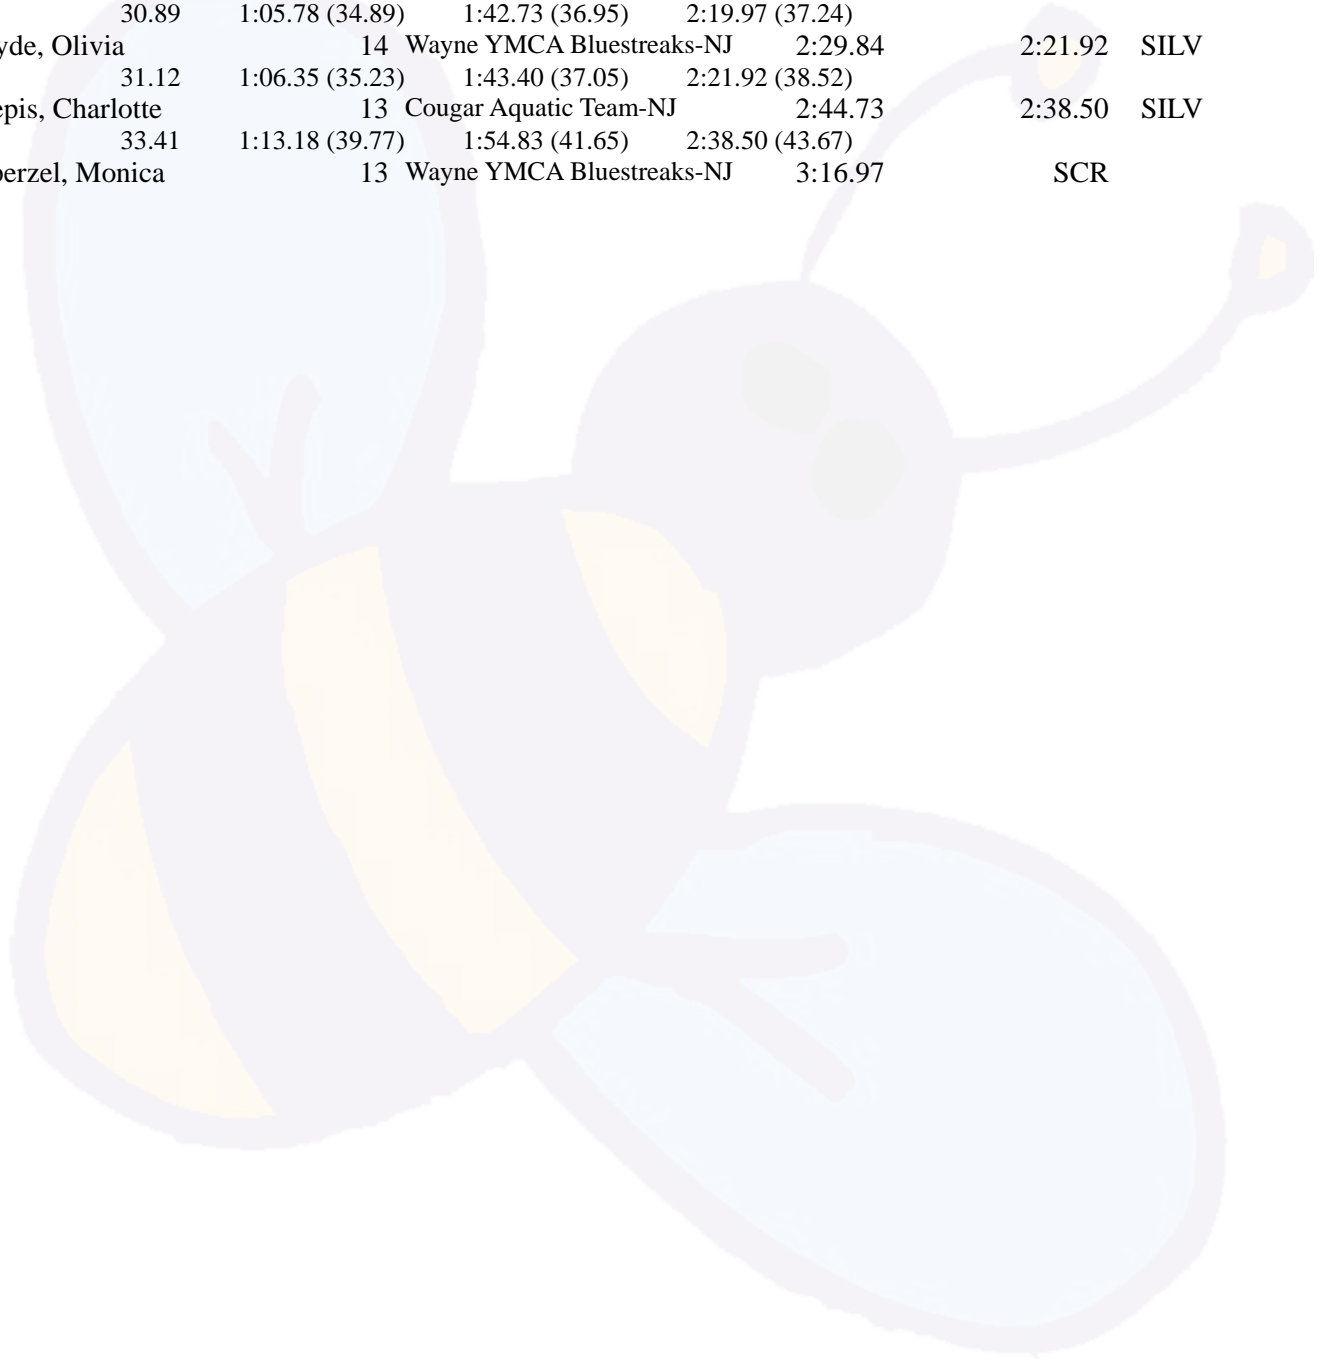 30.89 1:05.78 (34.89) 1:42.73 (36.95) 2:19.97 (37.24)
yde, Olivia 14 Wayne YMCA Bluestreaks-NJ 2:29.84 2:21.92 SILV
31.12 1:06.35 (35.23) 1:43.40 (37.05) 2:21.92 (38.52)
epis, Charlotte 13 Cougar Aquatic Team-NJ 2:44.73 2:38.50 SILV
33.41 1:13.18 (39.77) 1:54.83 (41.65) 2:38.50 (43.67)
perzel, Monica 13 Wayne YMCA Bluestreaks-NJ 3:16.97 SCR